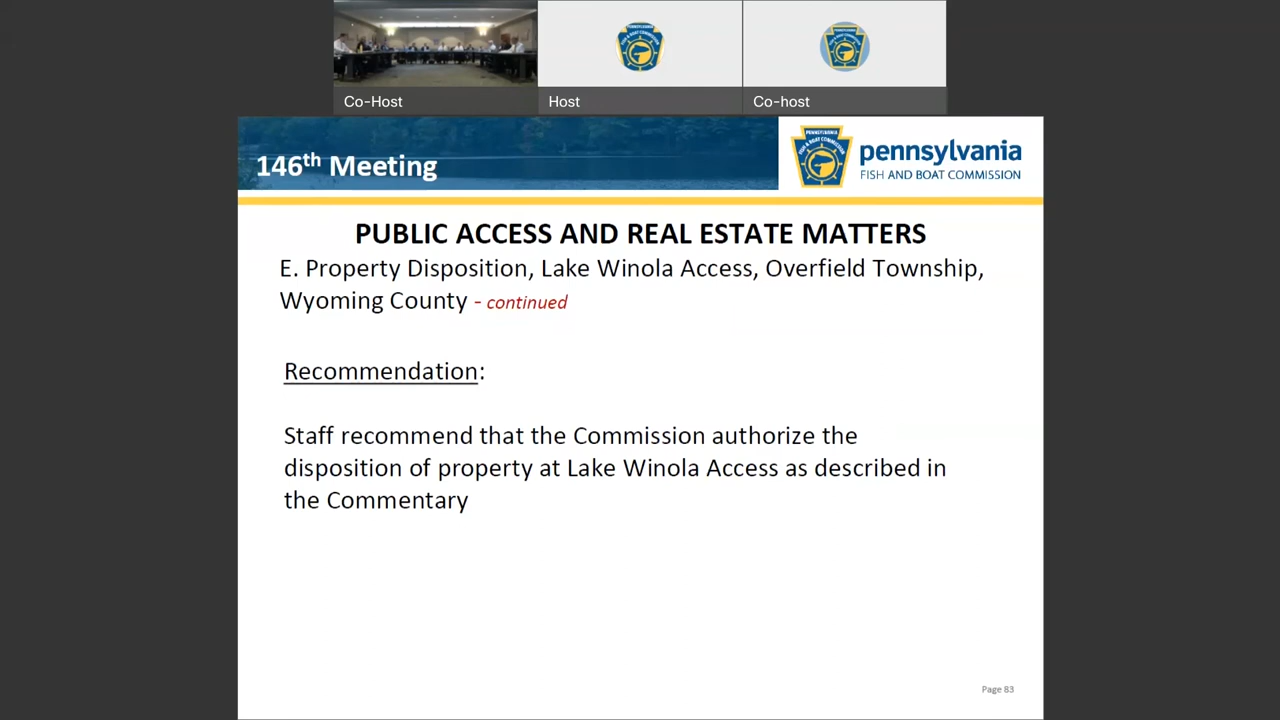 Co-Host
Host
Co-host
146th Meeting
pennsylvania
FISH AND BOAT COMMISSION
PUBLIC ACCESS AND REAL ESTATE MATTERS
E. Property Disposition, Lake Winola Access, Overfield Township,
Wyoming County - continued
Recommendation:
Staff recommend that the Commission authorize the
disposition of property at Lake Winola Access as described in
the Commentary
Page 83